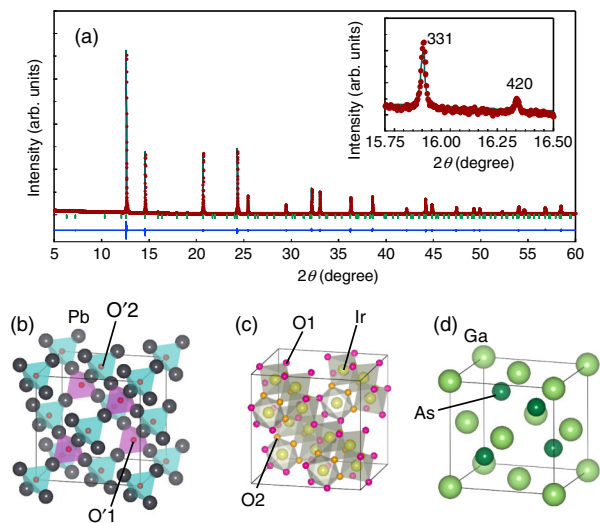 (a)
Intensity (arb. units)
5 10 15 20 25 30 35 40 45 50 55 60
2θ (degree)
Intensity (arb. units)
331
420
15.75 16.00 16.25 16.50
2θ (degree)
(b)
Pb
O′2
O′1
(c)
O1
Ir
O2
(d)
Ga
As